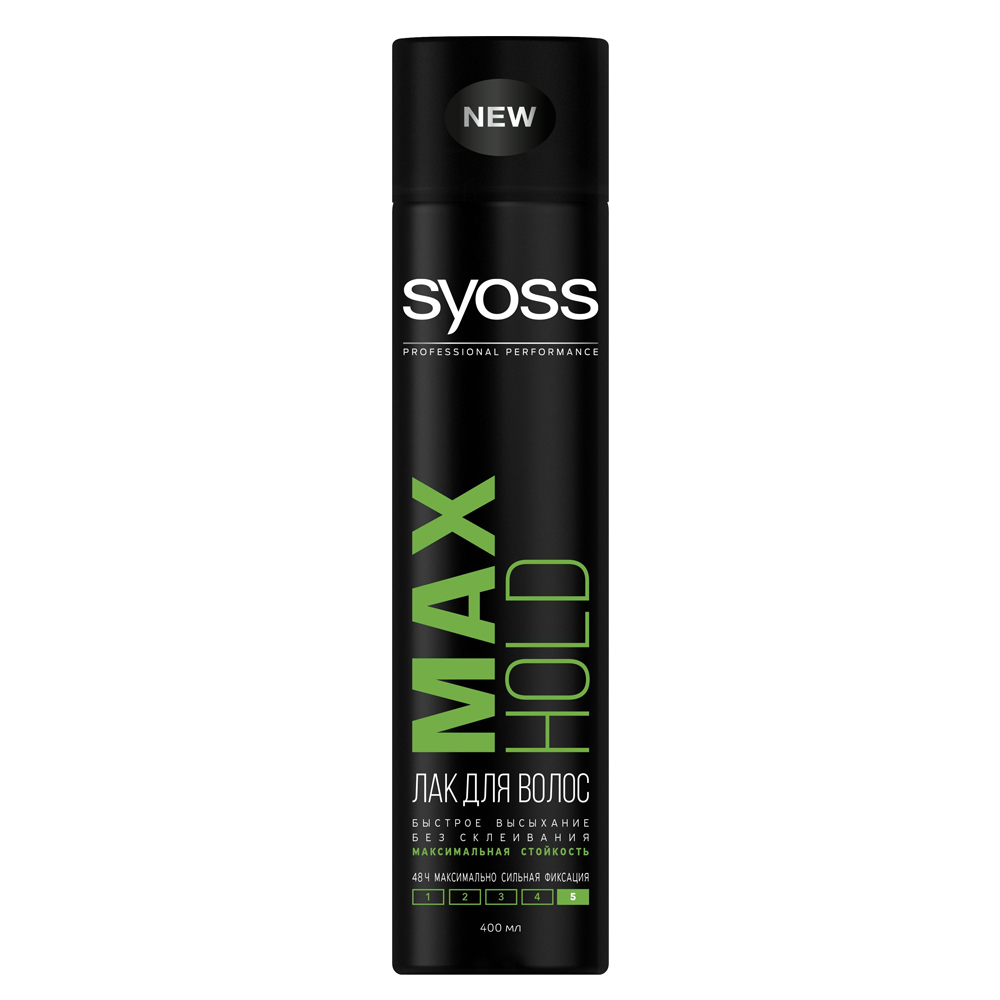 NEW
syoss
PROFESSIONAL PERFORMANCE
MAX
HOLD
ЛАК ДЛЯ ВОЛОС
БЫСТРОЕ ВЫСЫХАНИЕ
БЕЗ СКЛЕИВАНИЯ
МАКСИМАЛЬНАЯ СТОЙКОСТЬ
48 Ч МАКСИМАЛЬНО СИЛЬНАЯ ФИКСАЦИЯ
1 2 3 4 5
400 мл